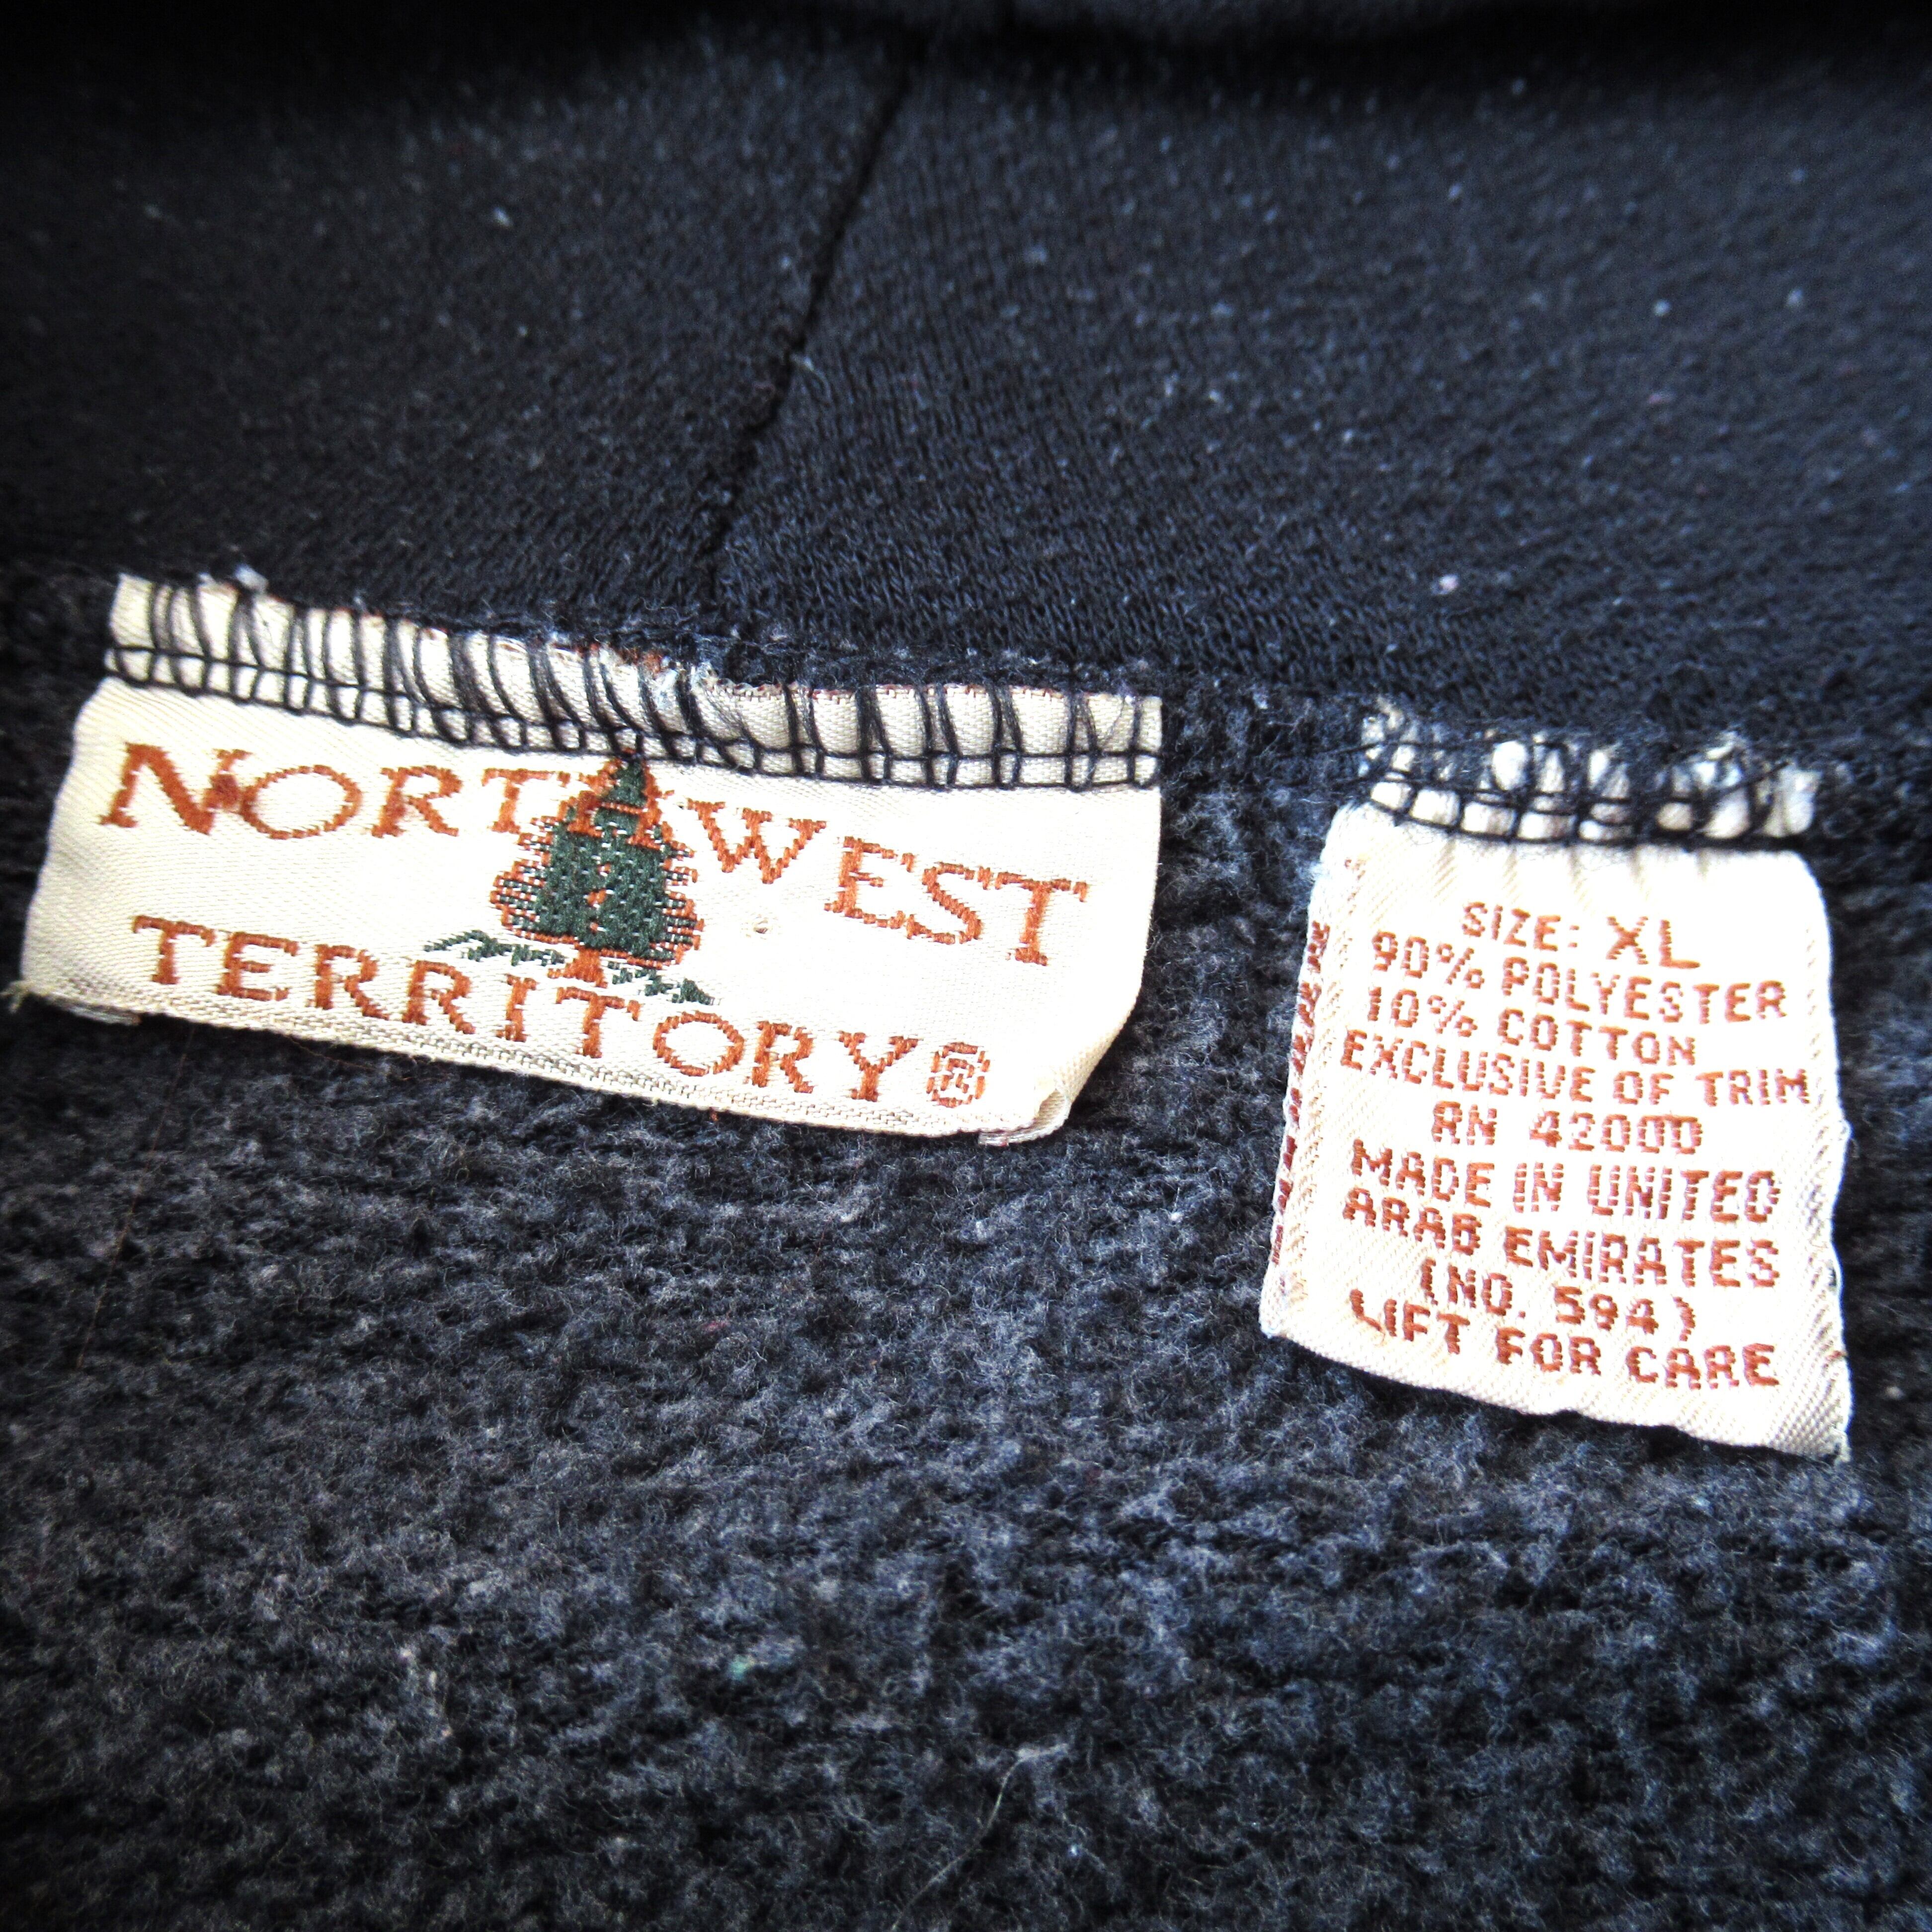 NORTHWEST
TERRITORY®
SIZE: XL
90% POLYESTER
10% COTTON
EXCLUSIVE OF TRIM
RN 42000
MADE IN UNITED
ARAB EMIRATES
(NO. 594)
LIFT FOR CARE